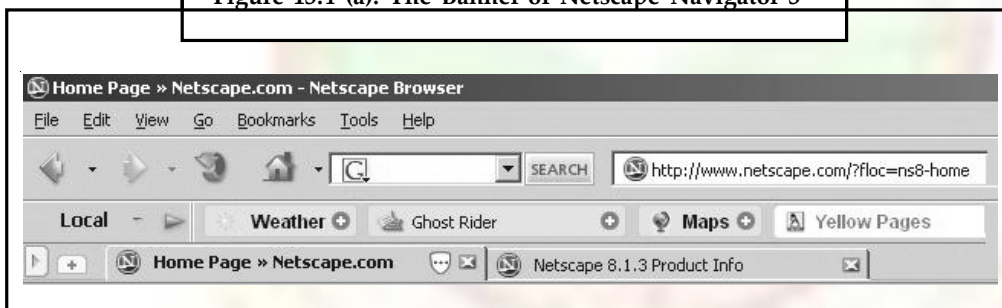 Figure 15.1 (a): The Banner of Netscape Navigator
Home Page » Netscape.com - Netscape Browser
File Edit View Go Bookmarks Tools Help
G SEARCH http://www.netscape.com/?floc=ns8-home
Local Weather Ghost Rider Maps Yellow Pages
Home Page » Netscape.com Netscape 8.1.3 Product Info